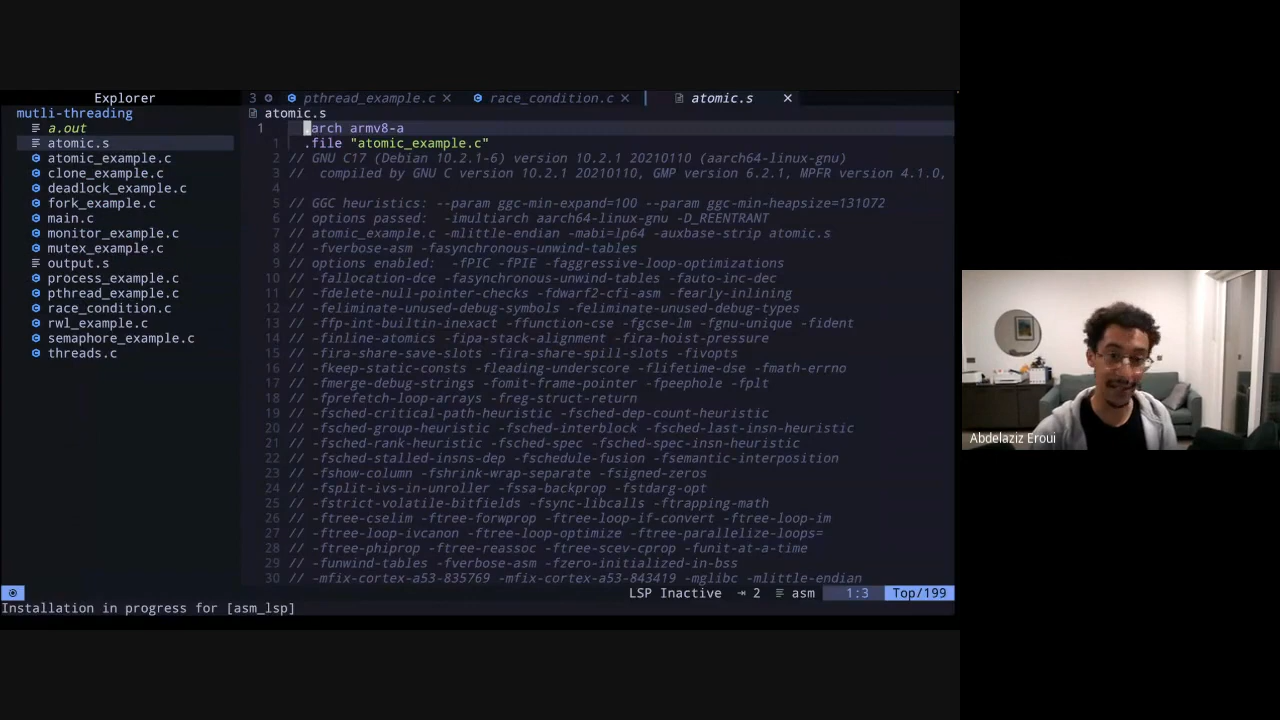 Explorer
mutli-threading
a.out
atomic.s
atomic_example.c
clone_example.c
deadlock_example.c
fork_example.c
main.c
monitor_example.c
mutex_example.c
output.s
process_example.c
pthread_example.c
race_condition.c
rwl_example.c
semaphore_example.c
threads.c
3 pthread_example.c × race_condition.c × atomic.s ×
atomic.s
1 .arch armv8-a
1 .file "atomic_example.c"
2 // GNU C17 (Debian 10.2.1-6) version 10.2.1 20210110 (aarch64-linux-gnu)
3 //  compiled by GNU C version 10.2.1 20210110, GMP version 6.2.1, MPFR version 4.1.0,
4
5 // GGC heuristics: --param ggc-min-expand=100 --param ggc-min-heapsize=131072
6 // options passed:  -imultiarch aarch64-linux-gnu -D_REENTRANT
7 // atomic_example.c -mlittle-endian -mabi=lp64 -auxbase-strip atomic.s
8 // -fverbose-asm -fasynchronous-unwind-tables
9 // options enabled:  -fPIC -fPIE -faggressive-loop-optimizations
10 // -fallocation-dce -fasynchronous-unwind-tables -fauto-inc-dec
11 // -fdelete-null-pointer-checks -fdwarf2-cfi-asm -fearly-inlining
12 // -feliminate-unused-debug-symbols -feliminate-unused-debug-types
13 // -ffp-int-builtin-inexact -ffunction-cse -fgcse-lm -fgnu-unique -fident
14 // -finline-atomics -fipa-stack-alignment -fira-hoist-pressure
15 // -fira-share-save-slots -fira-share-spill-slots -fivopts
16 // -fkeep-static-consts -fleading-underscore -flifetime-dse -fmath-errno
17 // -fmerge-debug-strings -fomit-frame-pointer -fpeephole -fplt
18 // -fprefetch-loop-arrays -freg-struct-return
19 // -fsched-critical-path-heuristic -fsched-dep-count-heuristic
20 // -fsched-group-heuristic -fsched-interblock -fsched-last-insn-heuristic
21 // -fsched-rank-heuristic -fsched-spec -fsched-spec-insn-heuristic
22 // -fsched-stalled-insns-dep -fschedule-fusion -fsemantic-interposition
23 // -fshow-column -fshrink-wrap-separate -fsigned-zeros
24 // -fsplit-ivs-in-unroller -fssa-backprop -fstdarg-opt
25 // -fstrict-volatile-bitfields -fsync-libcalls -ftrapping-math
26 // -ftree-cselim -ftree-forwprop -ftree-loop-if-convert -ftree-loop-im
27 // -ftree-loop-ivcanon -ftree-loop-optimize -ftree-parallelize-loops=
28 // -ftree-phiprop -ftree-reassoc -ftree-scev-cprop -funit-at-a-time
29 // -funwind-tables -fverbose-asm -fzero-initialized-in-bss
30 // -mfix-cortex-a53-835769 -mfix-cortex-a53-843419 -mglibc -mlittle-endian
LSP Inactive 2 asm 1:3 Top/199
Installation in progress for [asm_lsp]
Abdelaziz Eroui